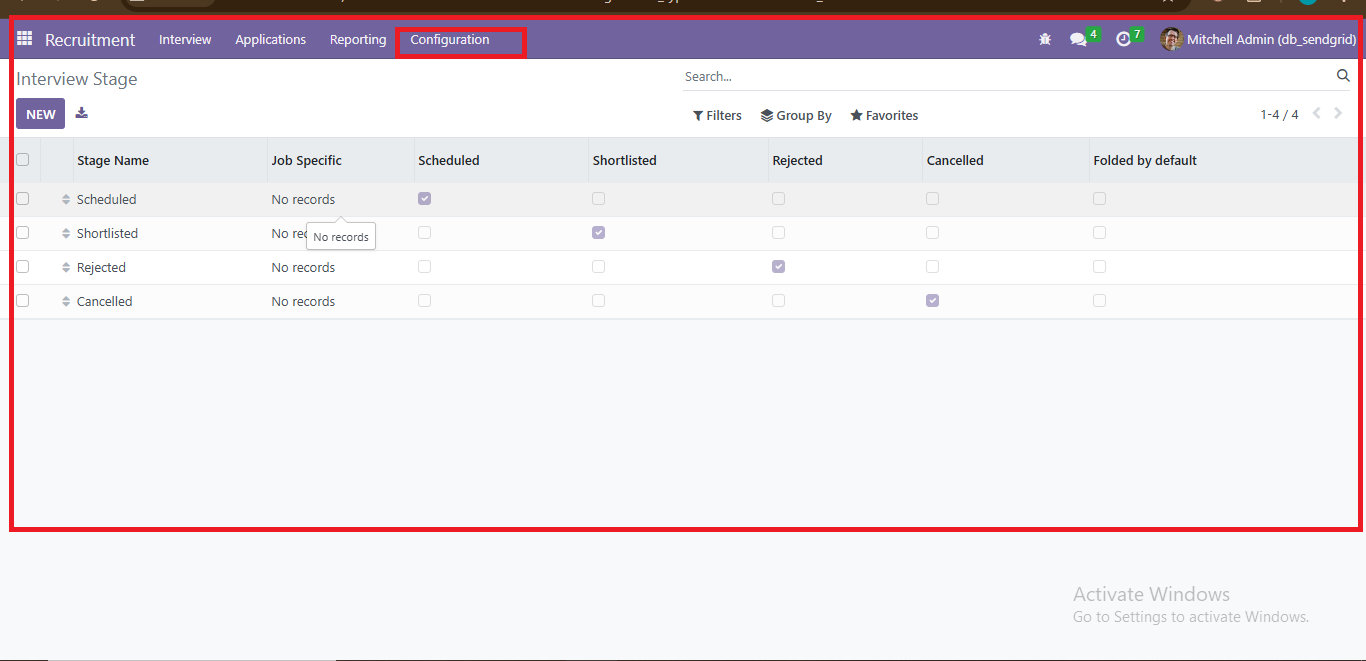 Recruitment Interview Applications Reporting Configuration 4 7 Mitchell Admin (db_sendgrid)
Interview Stage Search...
NEW Filters Group By Favorites 1-4 / 4
Stage Name Job Specific Scheduled Shortlisted Rejected Cancelled Folded by default
Scheduled No records
Shortlisted No rec
No records
Rejected No records
Cancelled No records
Activate Windows
Go to Settings to activate Windows.